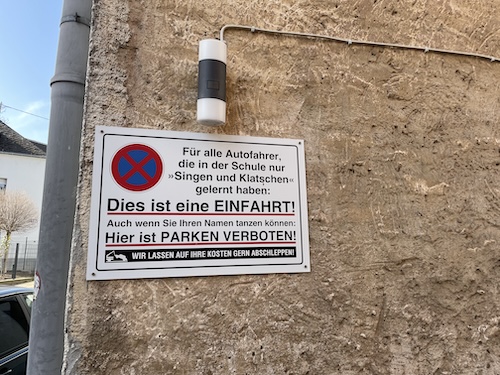 Für alle Autofahrer,
die in der Schule nur
»Singen und Klatschen«
gelernt haben:
Dies ist eine EINFAHRT!
Auch wenn Sie Ihren Namen tanzen können:
Hier ist PARKEN VERBOTEN!
WIR LASSEN AUF IHRE KOSTEN GERN ABSCHLEPPEN!